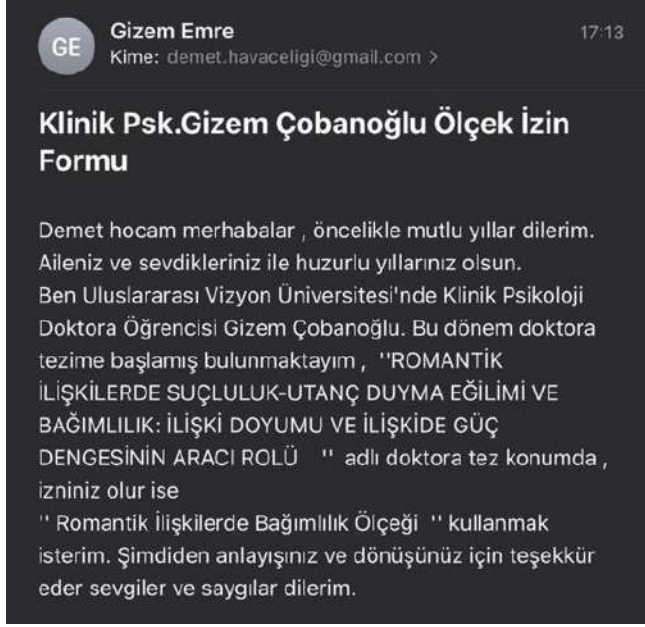 GE
Gizem Emre
17:13
Kime: demet.havaceligi@gmail.com >
Klinik Psk.Gizem Çobanoğlu Ölçek İzin
Formu
Demet hocam merhabalar , öncelikle mutlu yıllar dilerim.
Aileniz ve sevdikleriniz ile huzurlu yıllarınız olsun.
Ben Uluslararası Vizyon Üniversitesi'nde Klinik Psikoloji
Doktora Öğrencisi Gizem Çobanoğlu. Bu dönem doktora
tezime başlamış bulunmaktayım , ''ROMANTİK
İLİŞKİLERDE SUÇLULUK-UTANÇ DUYMA EĞİLİMİ VE
BAĞIMLILIK: İLİŞKİ DOYUMU VE İLİŞKİDE GÜÇ
DENGESİNİN ARACI ROLÜ '' adlı doktora tez konumda ,
izniniz olur ise
'' Romantik İlişkilerde Bağımlılık Ölçeği '' kullanmak
isterim. Şimdiden anlayışınız ve dönüşünüz için teşekkür
eder sevgiler ve saygılar dilerim.